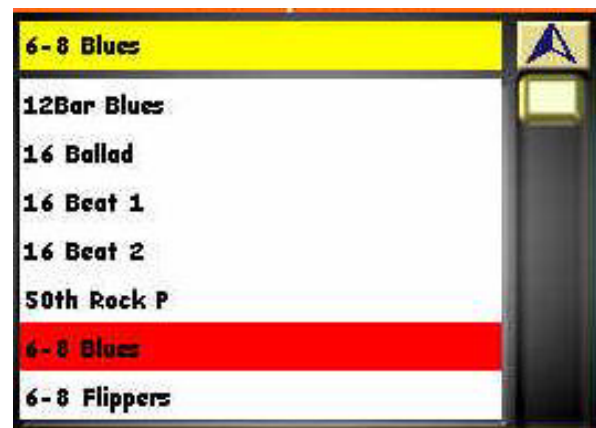 6-8 Blues
12Bar Blues
16 Ballad
16 Beat 1
16 Beat 2
50th Rock P
6-8 Blues
6-8 Flippers